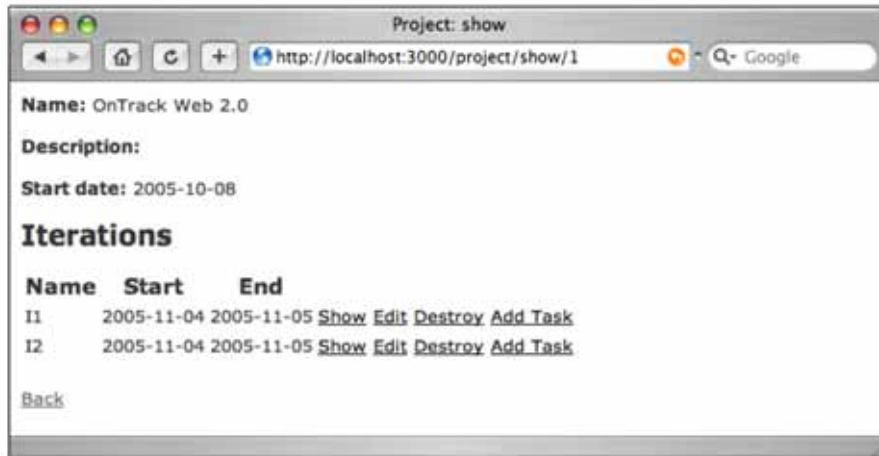 Project: show
http://localhost:3000/project/show/1 Google
Name: OnTrack Web 2.0
Description:
Start date: 2005-10-08
Iterations
Name Start End
I1 2005-11-04 2005-11-05 Show Edit Destroy Add Task
I2 2005-11-04 2005-11-05 Show Edit Destroy Add Task
Back